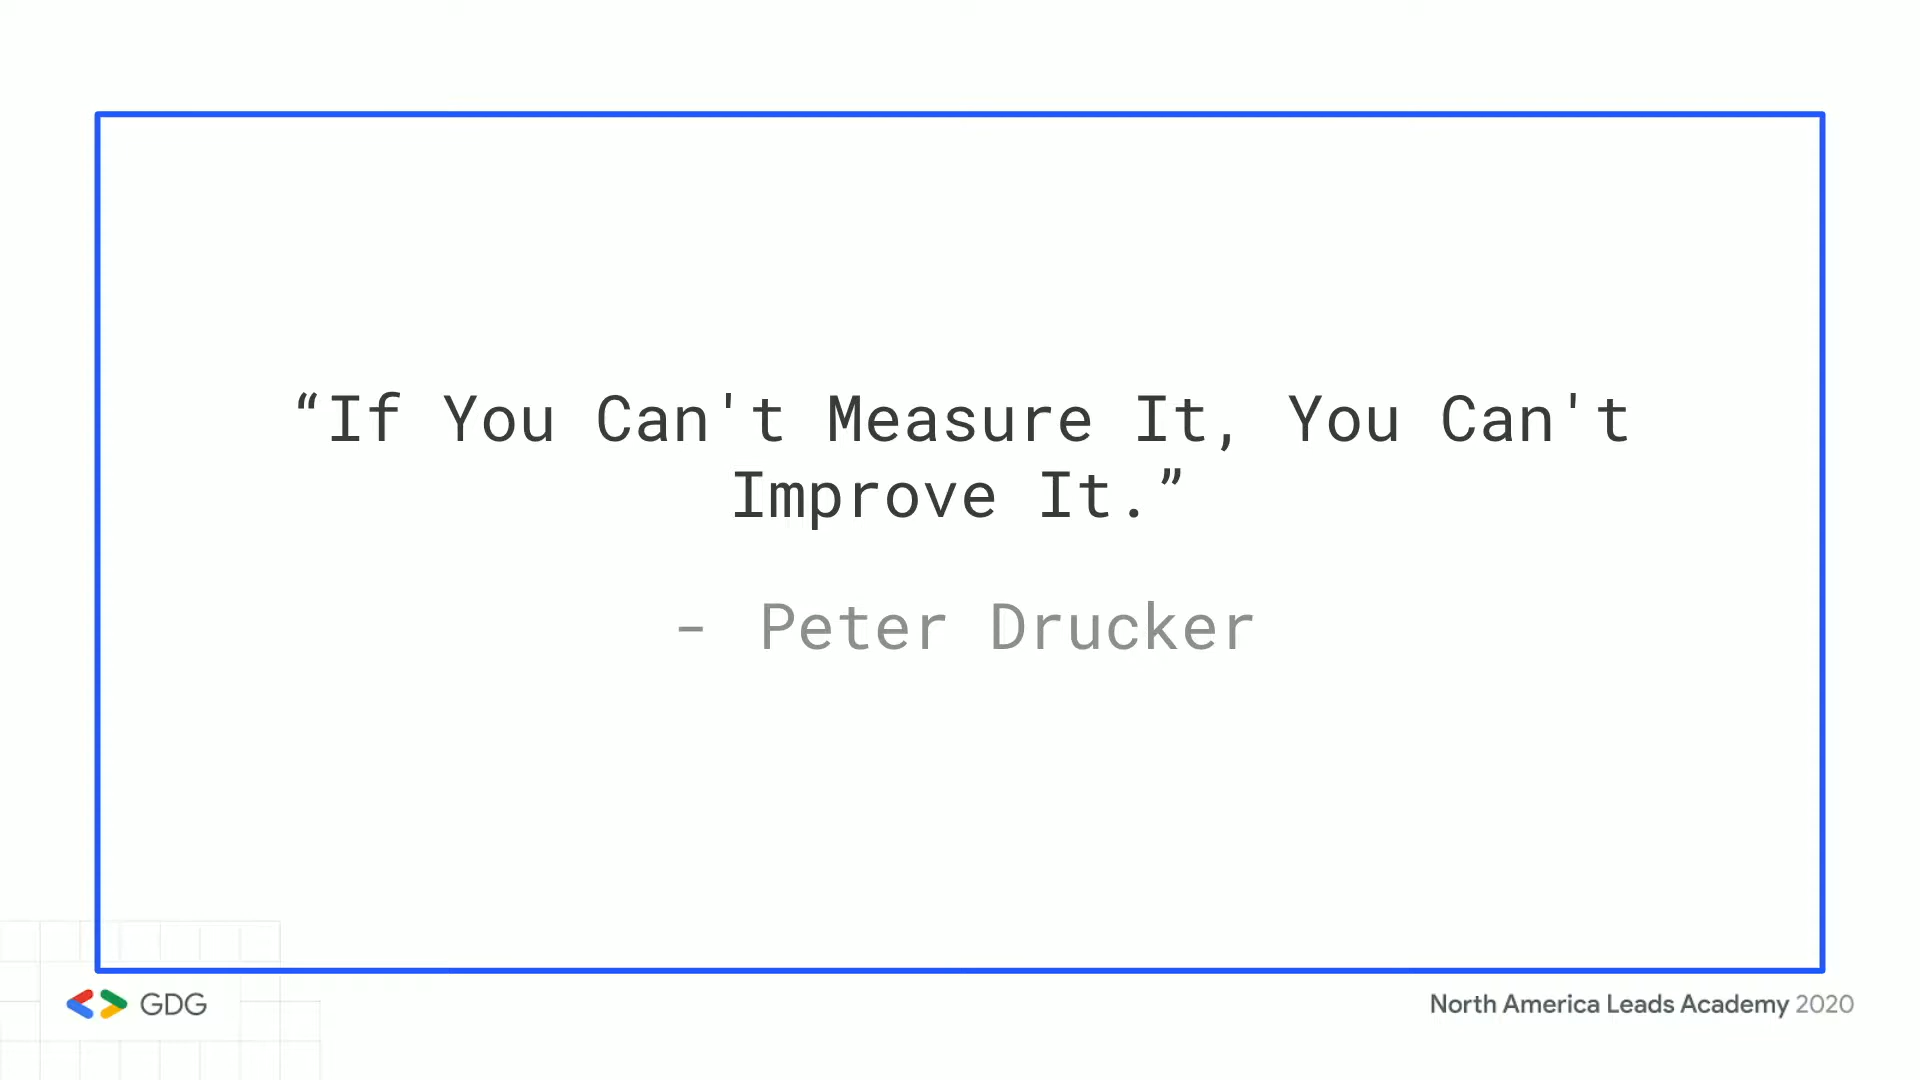 “If You Can't Measure It, You Can't
Improve It.”
- Peter Drucker
GDG
North America Leads Academy 2020